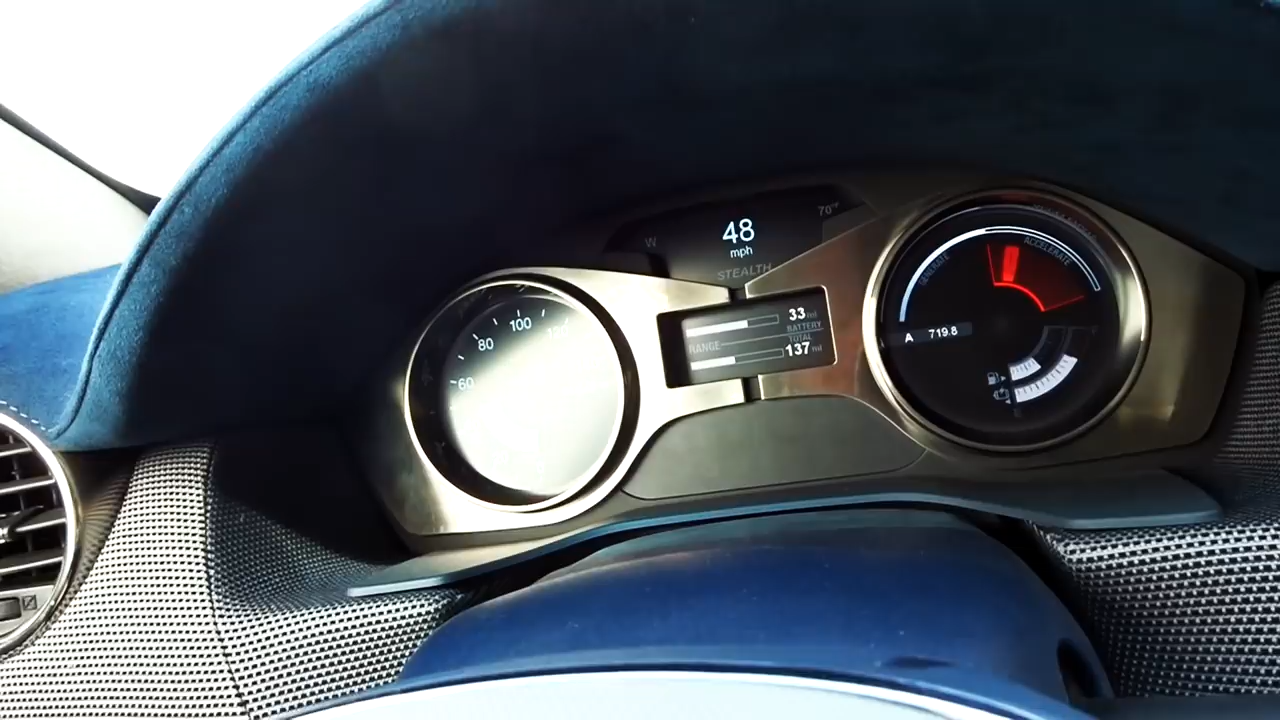 W
48
mph
70°F
STEALTH
60
80
100
33 mi
BATTERY
RANGE
TOTAL
137 mi
GENERATE
ACCELERATE
A 719.8